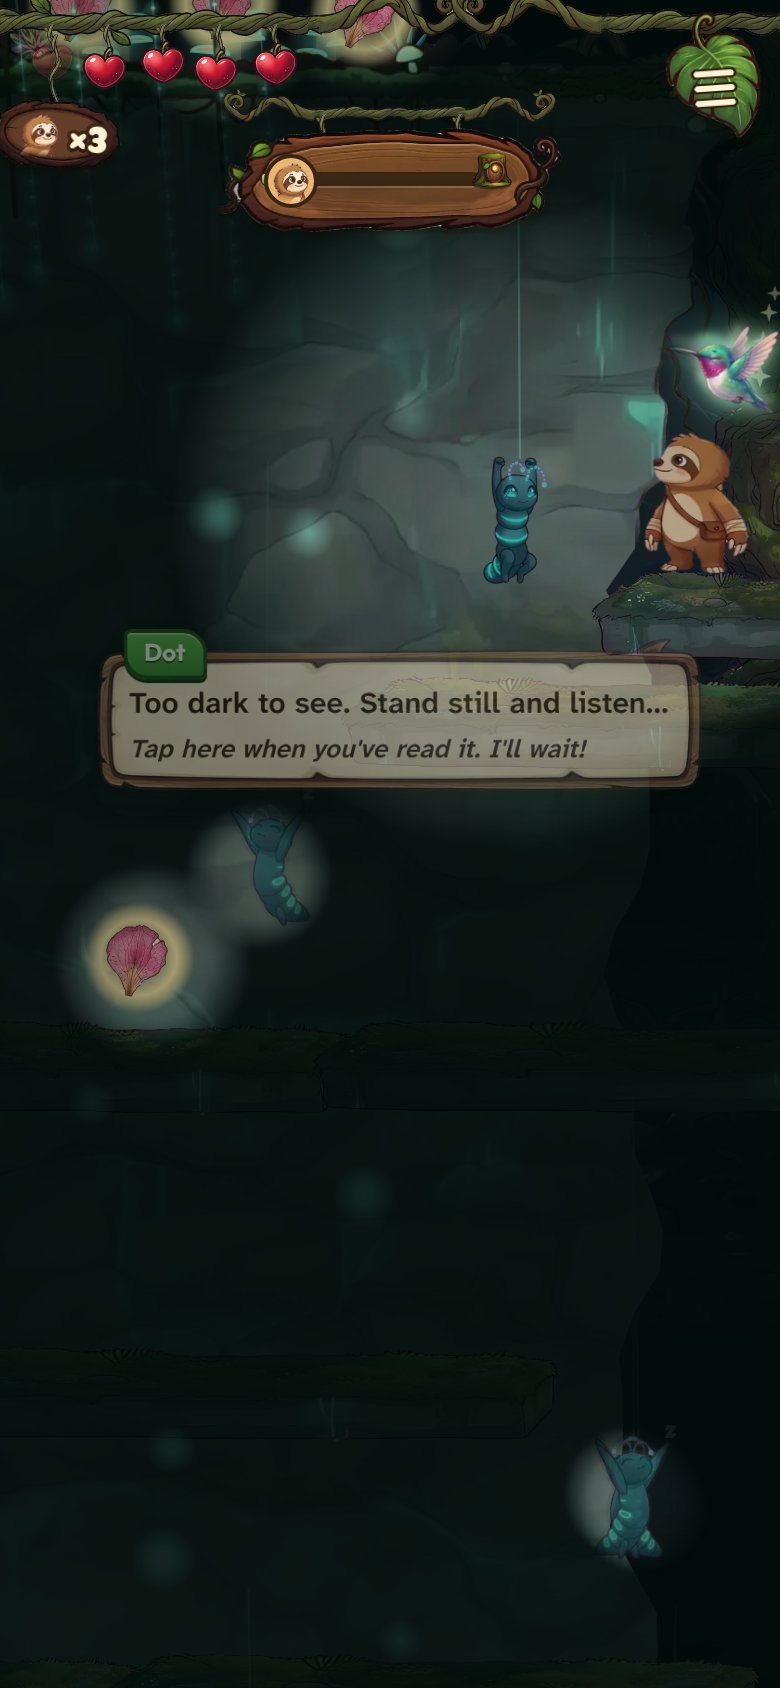 ×3
Dot
Too dark to see. Stand still and listen...
Tap here when you've read it. I'll wait!
z